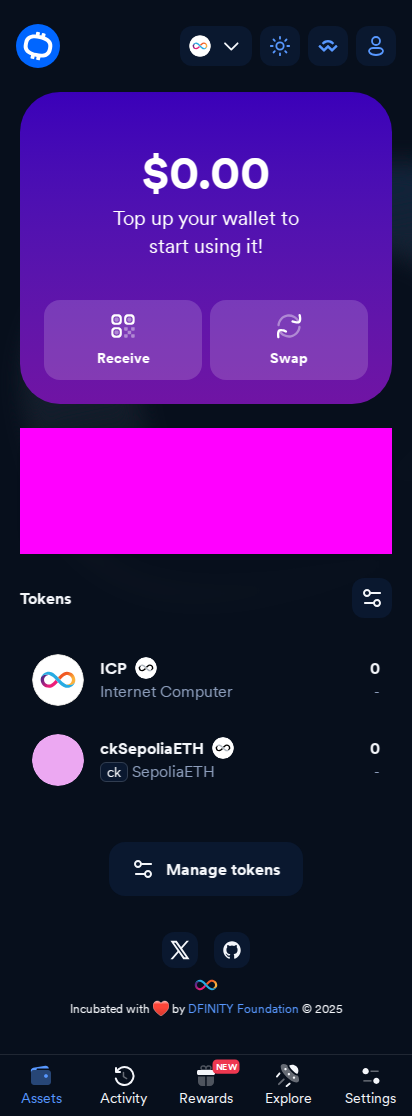 $0.00
Top up your wallet to
start using it!
Receive
Swap
Tokens
ICP
0
Internet Computer
-
ckSepoliaETH
0
ck SepoliaETH
-
Manage tokens
Incubated with ❤️ by DFINITY Foundation © 2025
NEW
Assets
Activity
Rewards
Explore
Settings